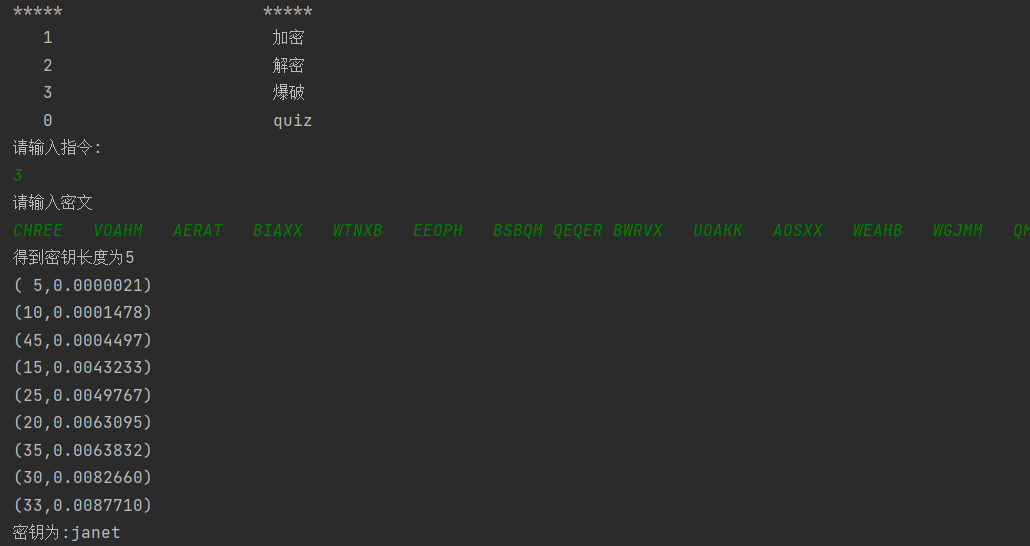 *****                    *****
   1                      加密
   2                      解密
   3                      爆破
   0                      quiz
请输入指令:
3
请输入密文
CHREE   VOAHM   AERAT   BIAXX   WTNXB   EEOPH   BSBQM QEQER BWRVX   UOAKK   AOSXX   WEAHB   WGJMM   QM
得到密钥长度为5
( 5,0.0000021)
(10,0.0001478)
(45,0.0004497)
(15,0.0043233)
(25,0.0049767)
(20,0.0063095)
(35,0.0063832)
(30,0.0082660)
(33,0.0087710)
密钥为:janet